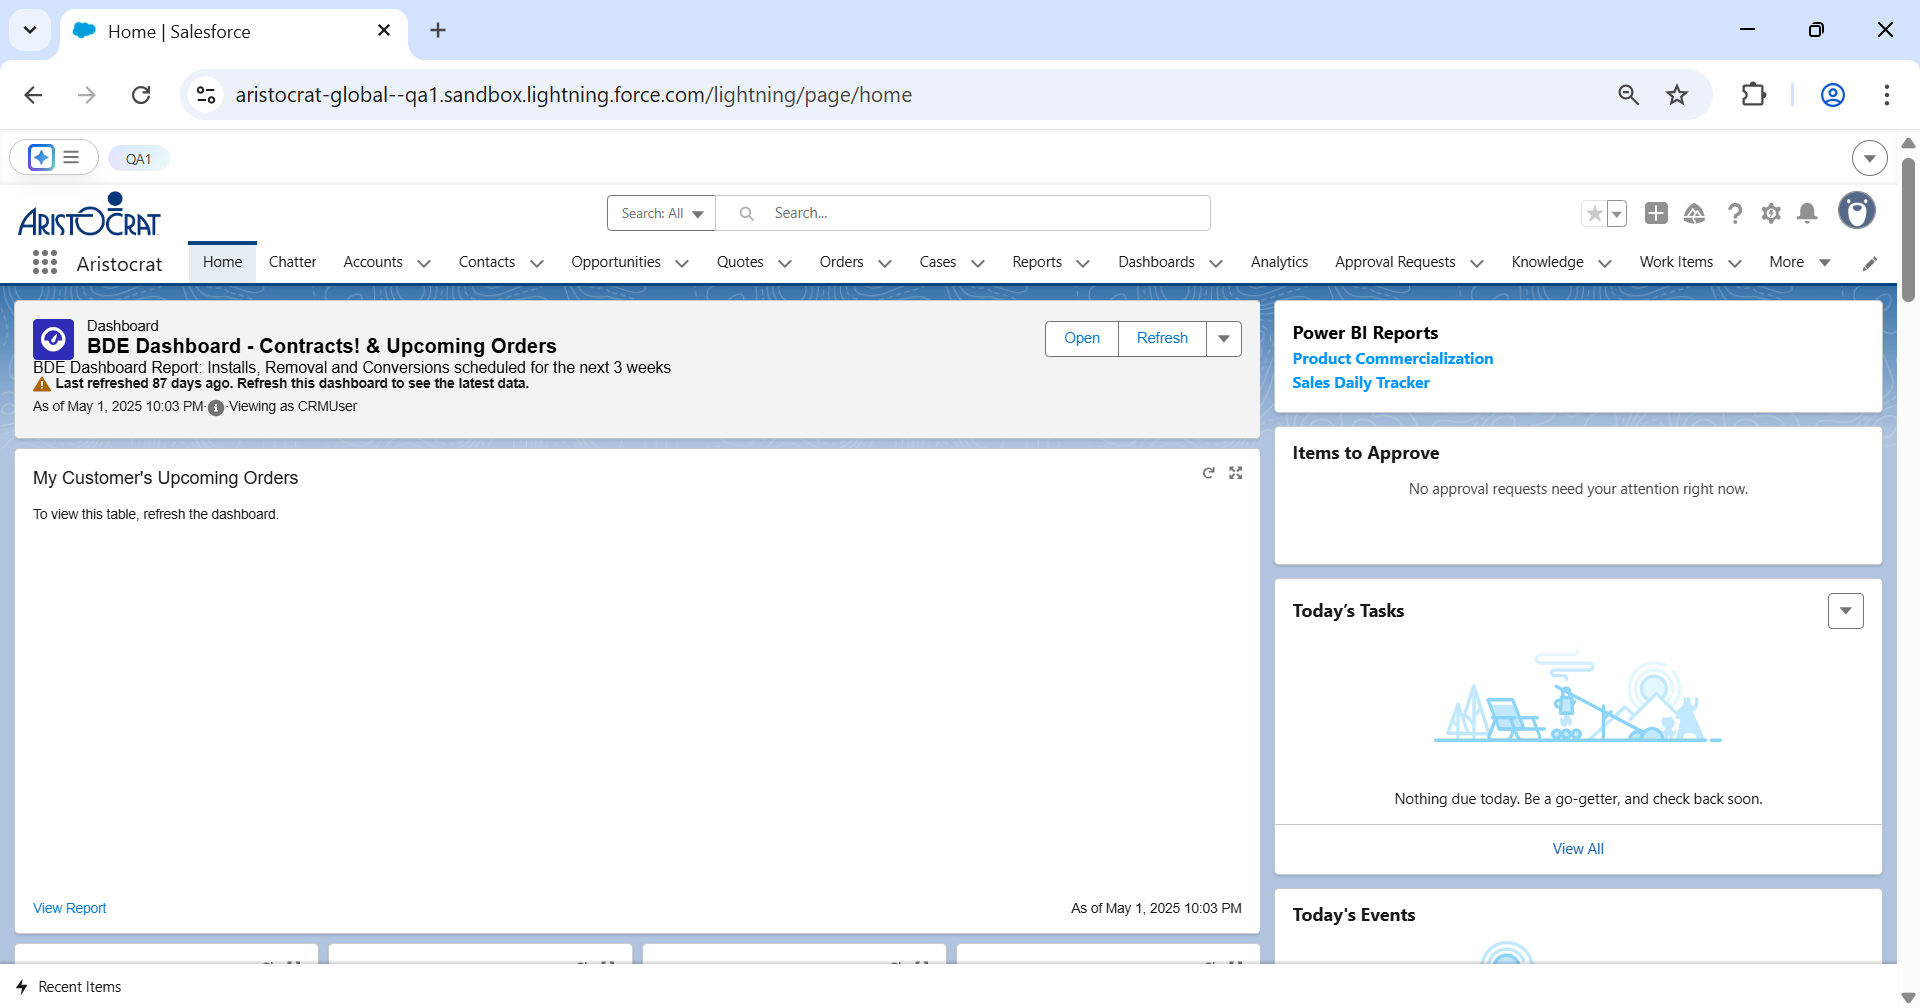 Home | Salesforce
aristocrat-global--qa1.sandbox.lightning.force.com/lightning/page/home
QA1
ARISTOCRAT
Search: All
Search...
Aristocrat
Home
Chatter
Accounts
Contacts
Opportunities
Quotes
Orders
Cases
Reports
Dashboards
Analytics
Approval Requests
Knowledge
Work Items
More
Dashboard
BDE Dashboard - Contracts! & Upcoming Orders
BDE Dashboard Report: Installs, Removal and Conversions scheduled for the next 3 weeks
Last refreshed 87 days ago. Refresh this dashboard to see the latest data.
As of May 1, 2025 10:03 PM·Viewing as CRMUser
Open
Refresh
My Customer's Upcoming Orders
To view this table, refresh the dashboard.
View Report
As of May 1, 2025 10:03 PM
Power BI Reports
Product Commercialization
Sales Daily Tracker
Items to Approve
No approval requests need your attention right now.
Today’s Tasks
Nothing due today. Be a go-getter, and check back soon.
View All
Today's Events
Recent Items